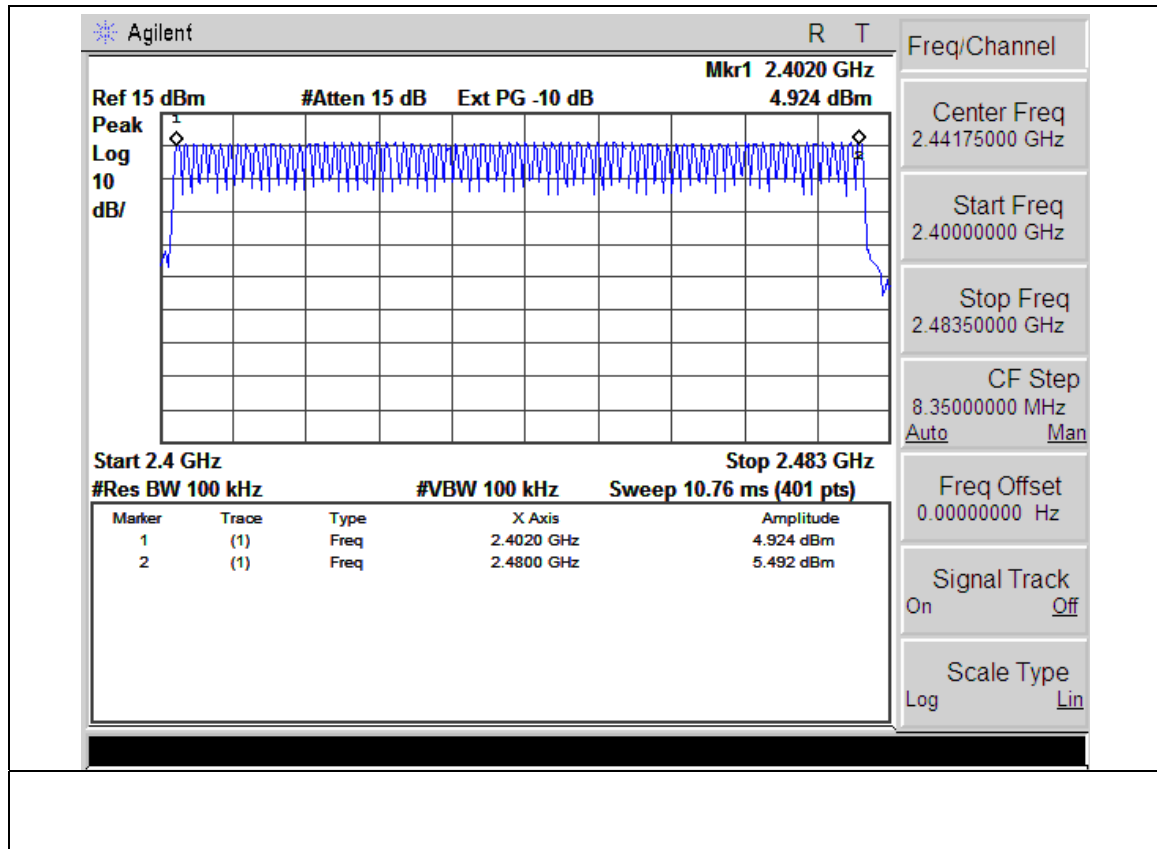 Agilent R T
Mkr1 2.4020 GHz
Ref 15 dBm #Atten 15 dB Ext PG -10 dB 4.924 dBm
Peak
Log
10
dB/
1
2
Start 2.4 GHz Stop 2.483 GHz
#Res BW 100 kHz #VBW 100 kHz Sweep 10.76 ms (401 pts)
Marker Trace Type X Axis Amplitude
1 (1) Freq 2.4020 GHz 4.924 dBm
2 (1) Freq 2.4800 GHz 5.492 dBm
Freq/Channel
Center Freq
2.44175000 GHz
Start Freq
2.40000000 GHz
Stop Freq
2.48350000 GHz
CF Step
8.35000000 MHz
Auto Man
Freq Offset
0.00000000 Hz
Signal Track
On Off
Scale Type
Log Lin